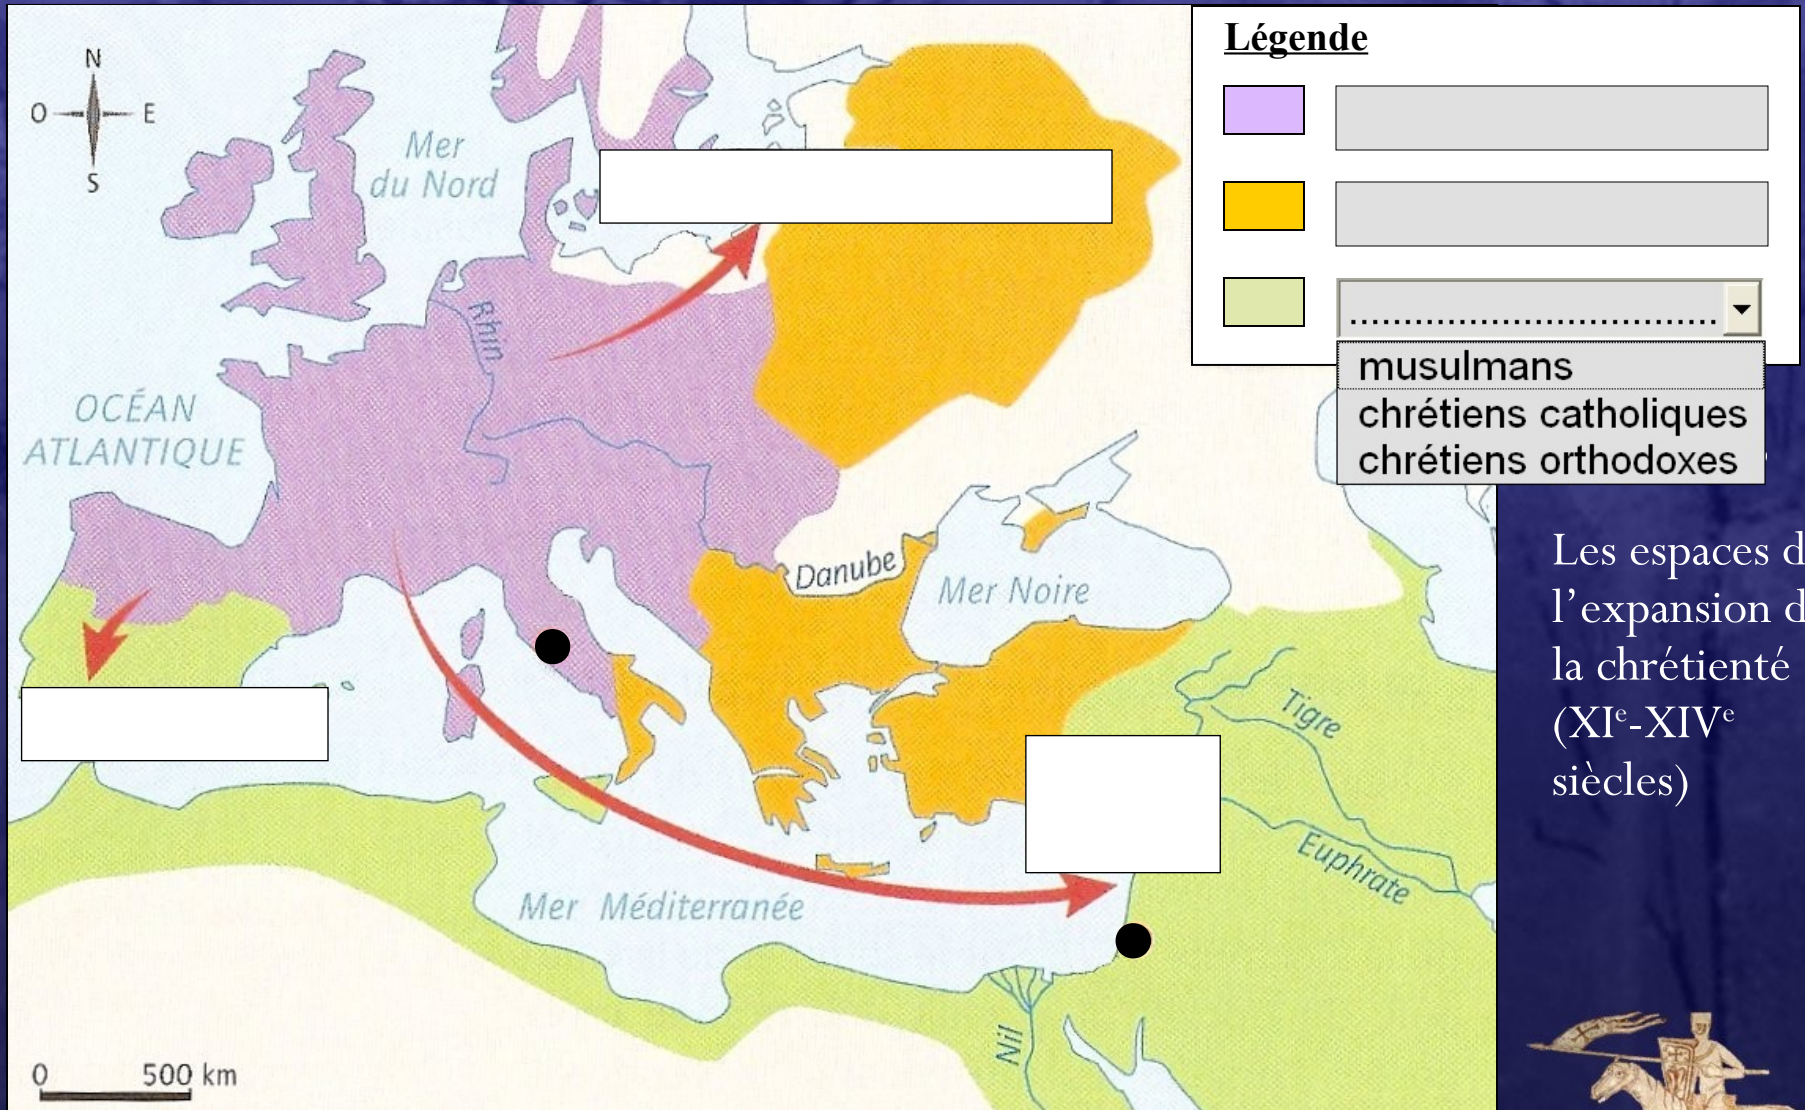 Légende
musulmans
chrétiens catholiques
chrétiens orthodoxes
N
O
E
S
Mer
du Nord
Rhin
OCÉAN
ATLANTIQUE
Danube
Mer Noire
Tigre
Euphrate
Mer Méditerranée
Nil
0 500 km
Les espaces d
l’expansion d
la chrétienté
(XIe-XIVe
siècles)